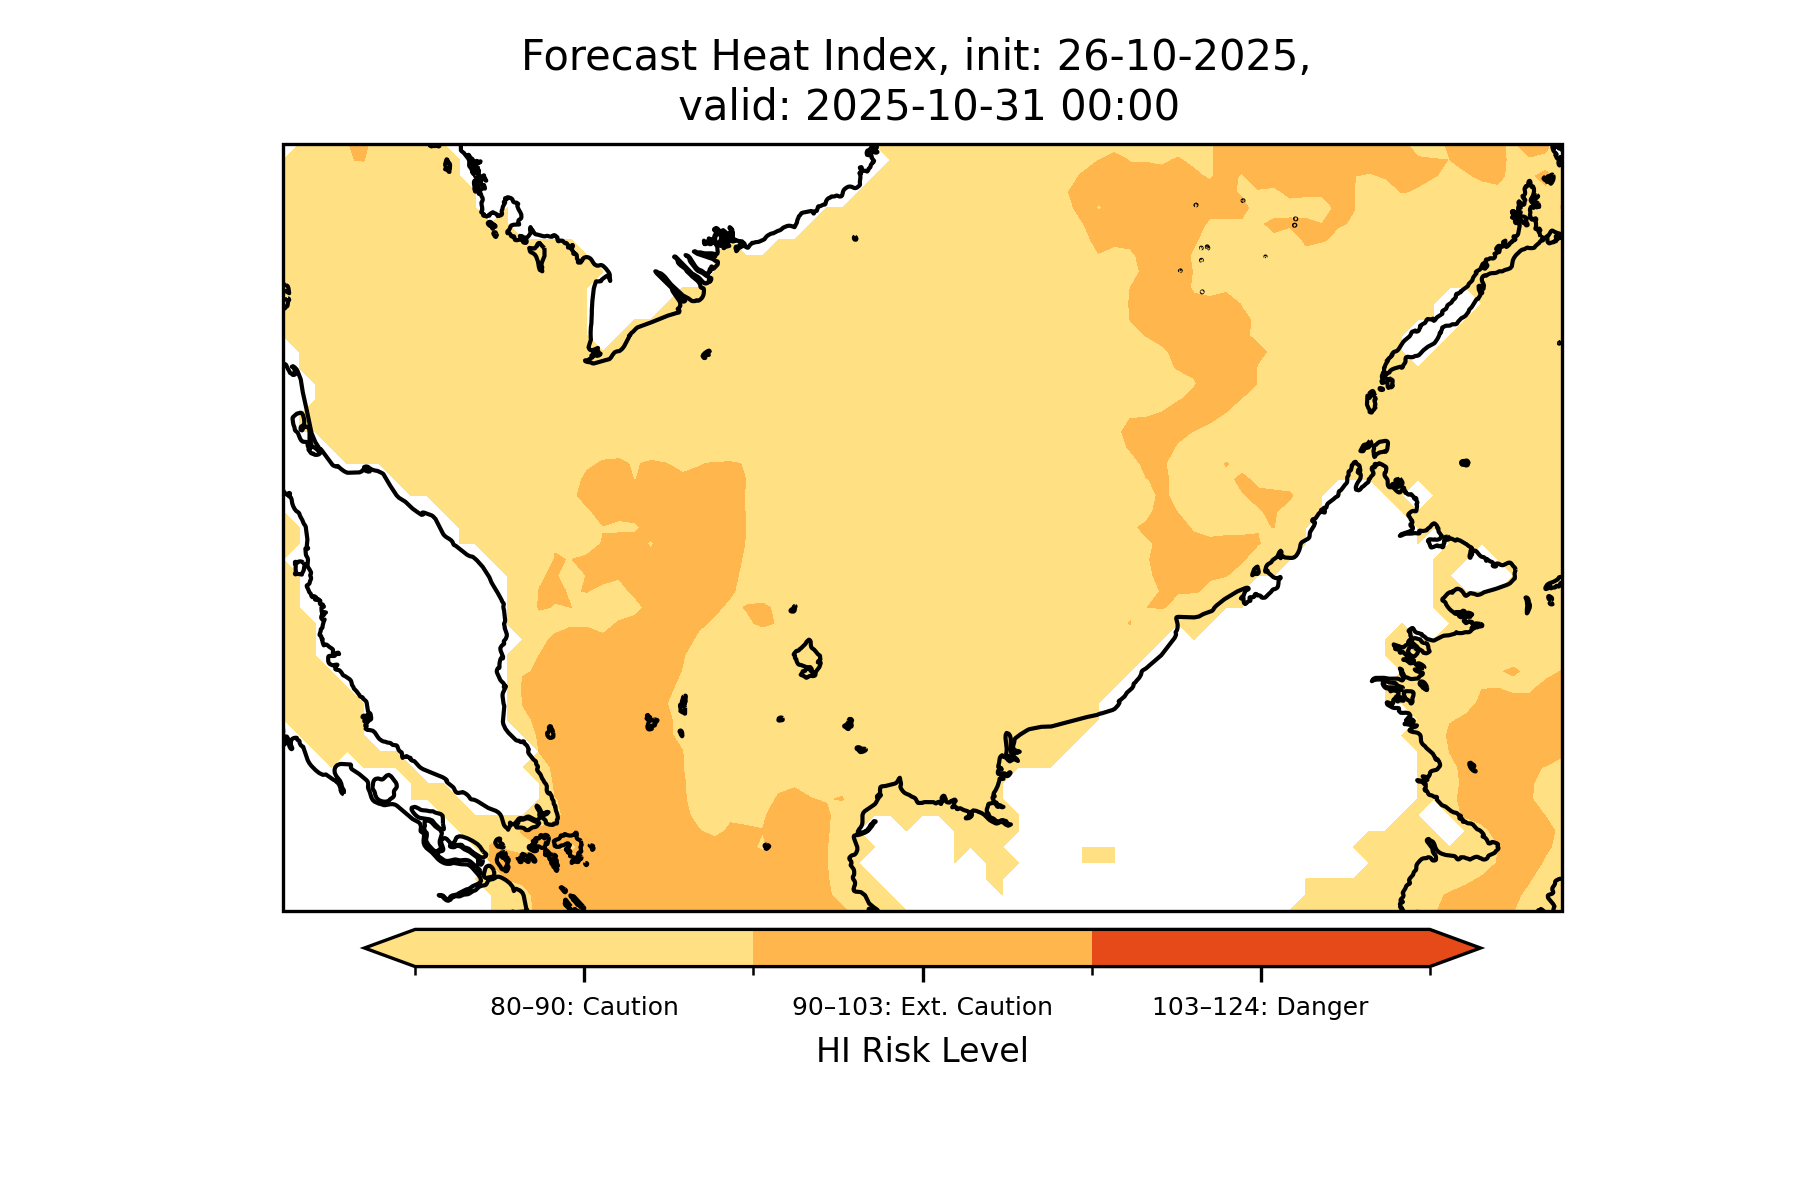 Forecast Heat Index, init: 26-10-2025,
valid: 2025-10-31 00:00
80–90: Caution
90–103: Ext. Caution
103–124: Danger
HI Risk Level